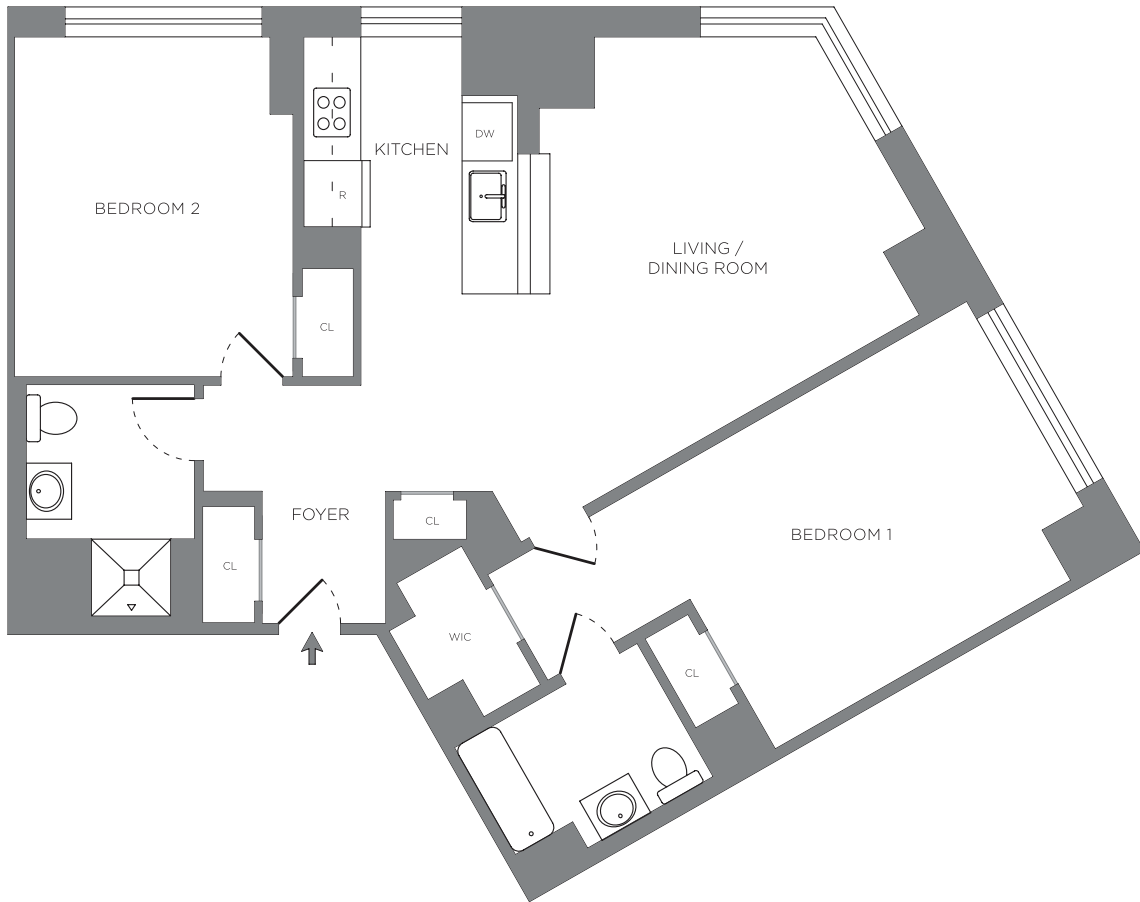 DW
KITCHEN
R
BEDROOM 2
LIVING /
DINING ROOM
CL
CL
FOYER
BEDROOM 1
CL
WIC
CL